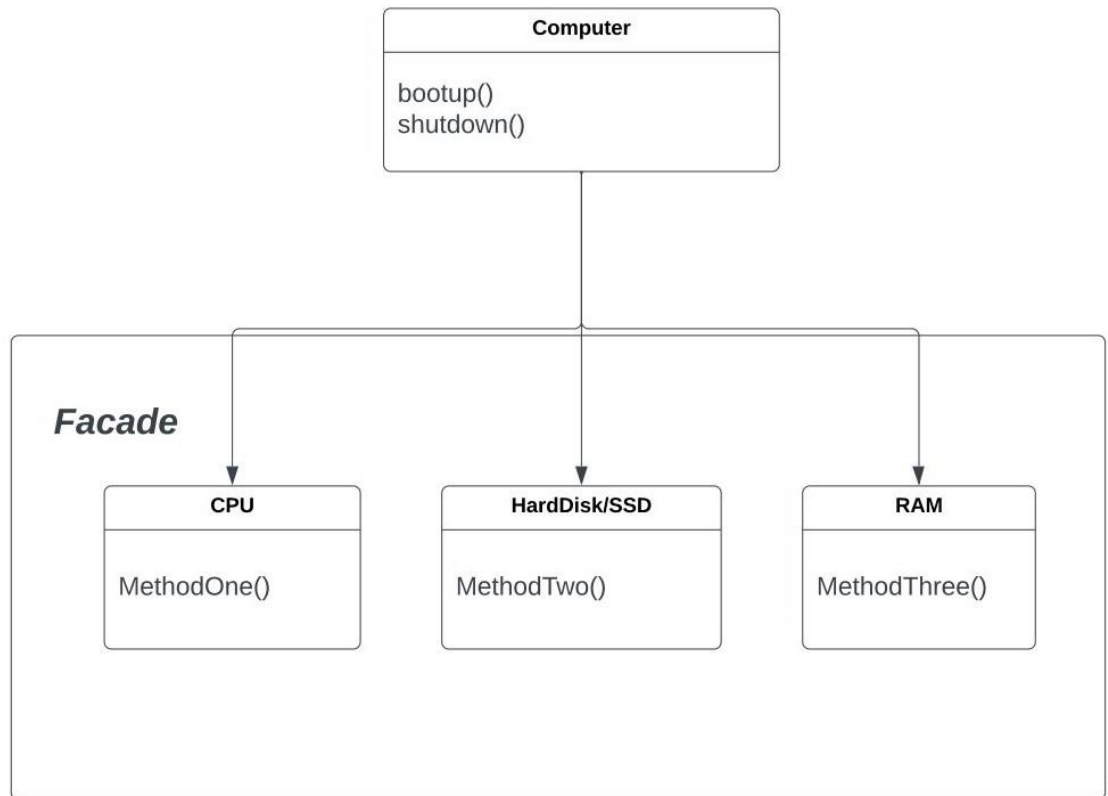 Computer
bootup()
shutdown()
Facade
CPU
HardDisk/SSD
RAM
MethodOne()
MethodTwo()
MethodThree()